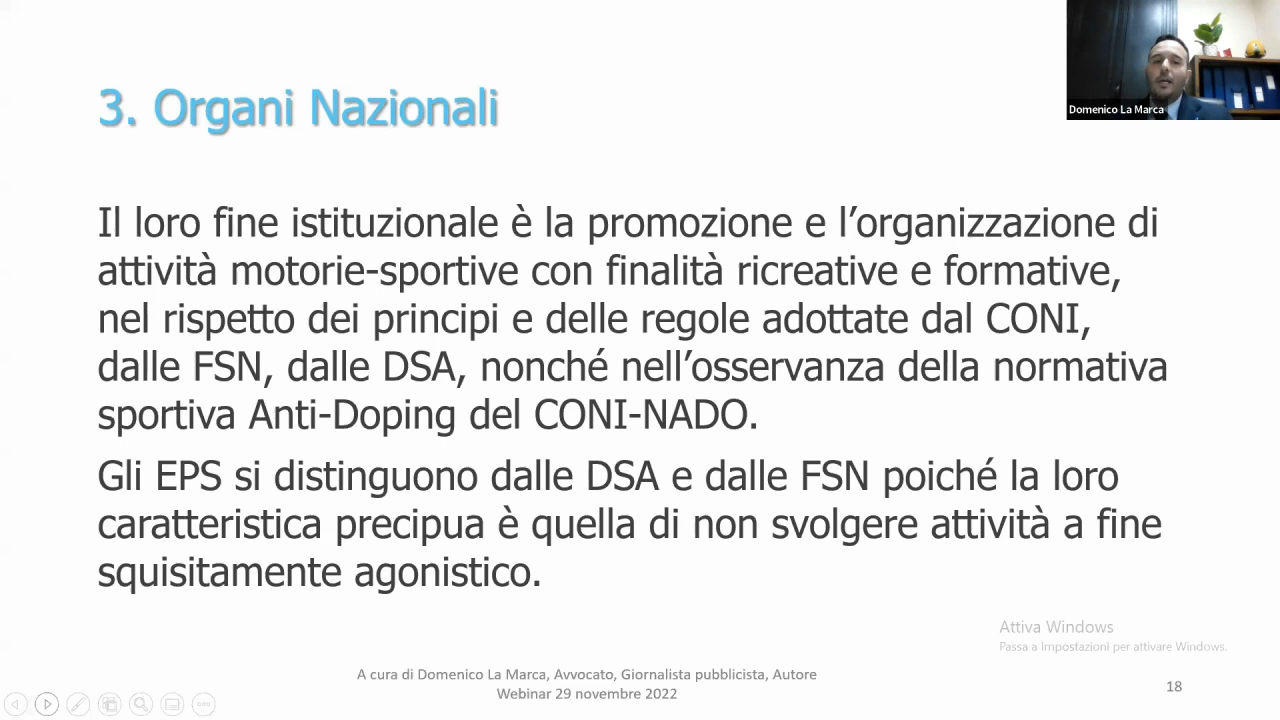 Domenico La Marca
3. Organi Nazionali
Il loro fine istituzionale è la promozione e l’organizzazione di
attività motorie-sportive con finalità ricreative e formative,
nel rispetto dei principi e delle regole adottate dal CONI,
dalle FSN, dalle DSA, nonché nell’osservanza della normativa
sportiva Anti-Doping del CONI-NADO.
Gli EPS si distinguono dalle DSA e dalle FSN poiché la loro
caratteristica precipua è quella di non svolgere attività a fine
squisitamente agonistico.
Attiva Windows
Passa a Impostazioni per attivare Windows.
A cura di Domenico La Marca, Avvocato, Giornalista pubblicista, Autore
Webinar 29 novembre 2022
18